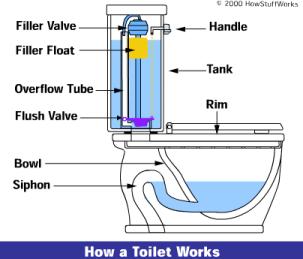 © 2000 HowStuffWorks
Filler Valve
Handle
Filler Float
Tank
Overflow Tube
Rim
Flush Valve
Bowl
Siphon
How a Toilet Works